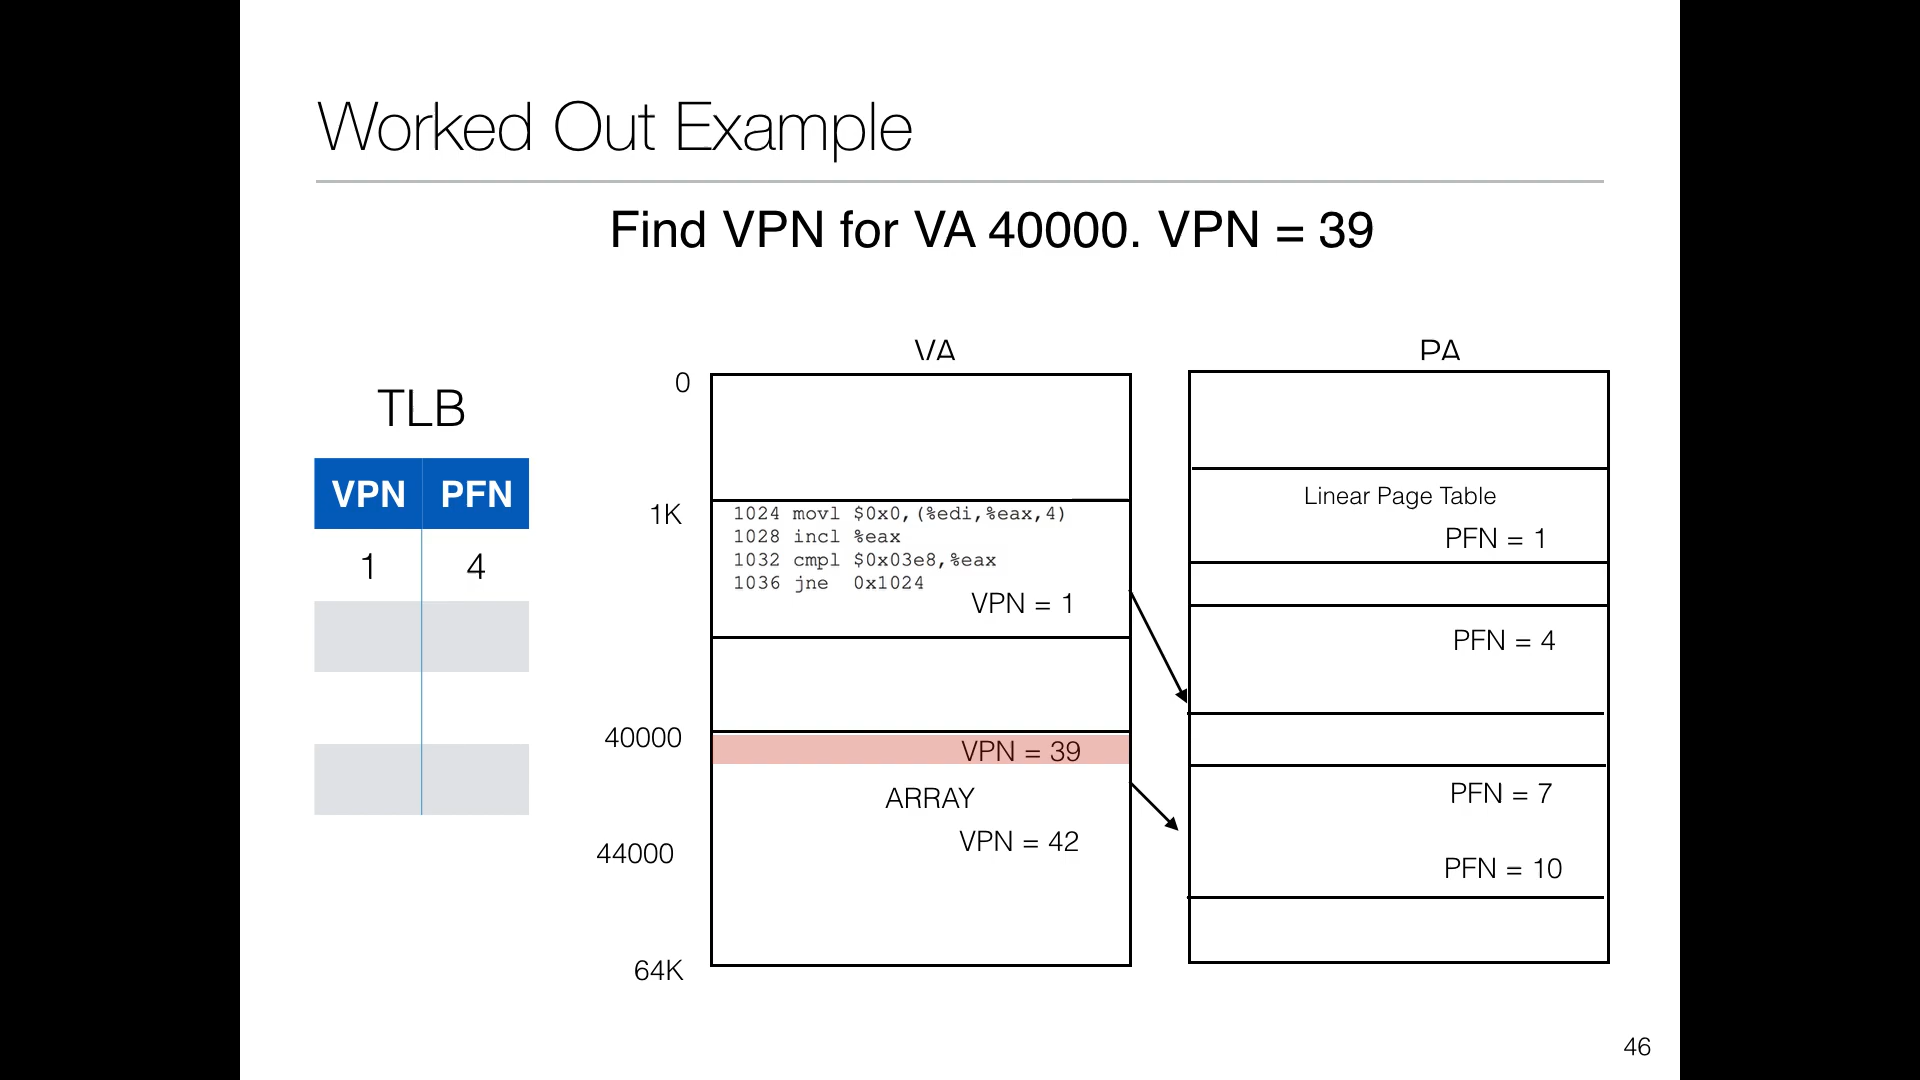 Worked Out Example
Find VPN for VA 40000. VPN = 39
VA
PA
TLB
VPN PFN
1 4
0
1K
40000
44000
64K
1024 movl $0x0,(%edi,%eax,4)
1028 incl %eax
1032 cmpl $0x03e8,%eax
1036 jne 0x1024
VPN = 1
VPN = 39
ARRAY
VPN = 42
Linear Page Table
PFN = 1
PFN = 4
PFN = 7
PFN = 10
46